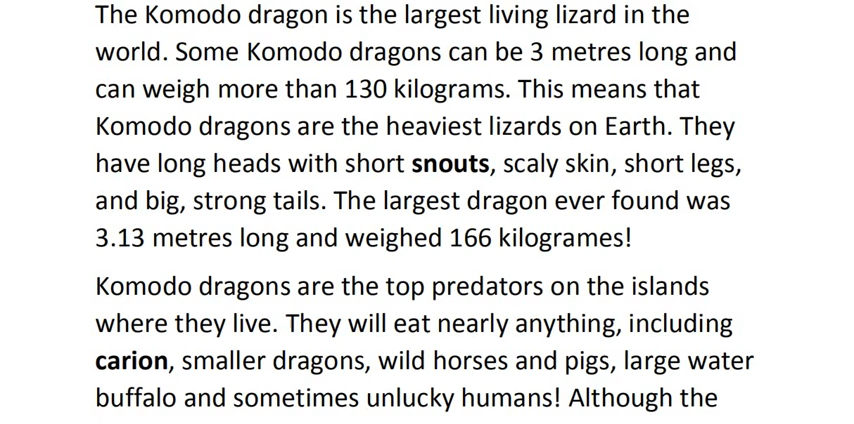 The Komodo dragon is the largest living lizard in the
world. Some Komodo dragons can be 3 metres long and
can weigh more than 130 kilograms. This means that
Komodo dragons are the heaviest lizards on Earth. They
have long heads with short snouts, scaly skin, short legs,
and big, strong tails. The largest dragon ever found was
3.13 metres long and weighed 166 kilogrames!
Komodo dragons are the top predators on the islands
where they live. They will eat nearly anything, including
carion, smaller dragons, wild horses and pigs, large water
buffalo and sometimes unlucky humans! Although the